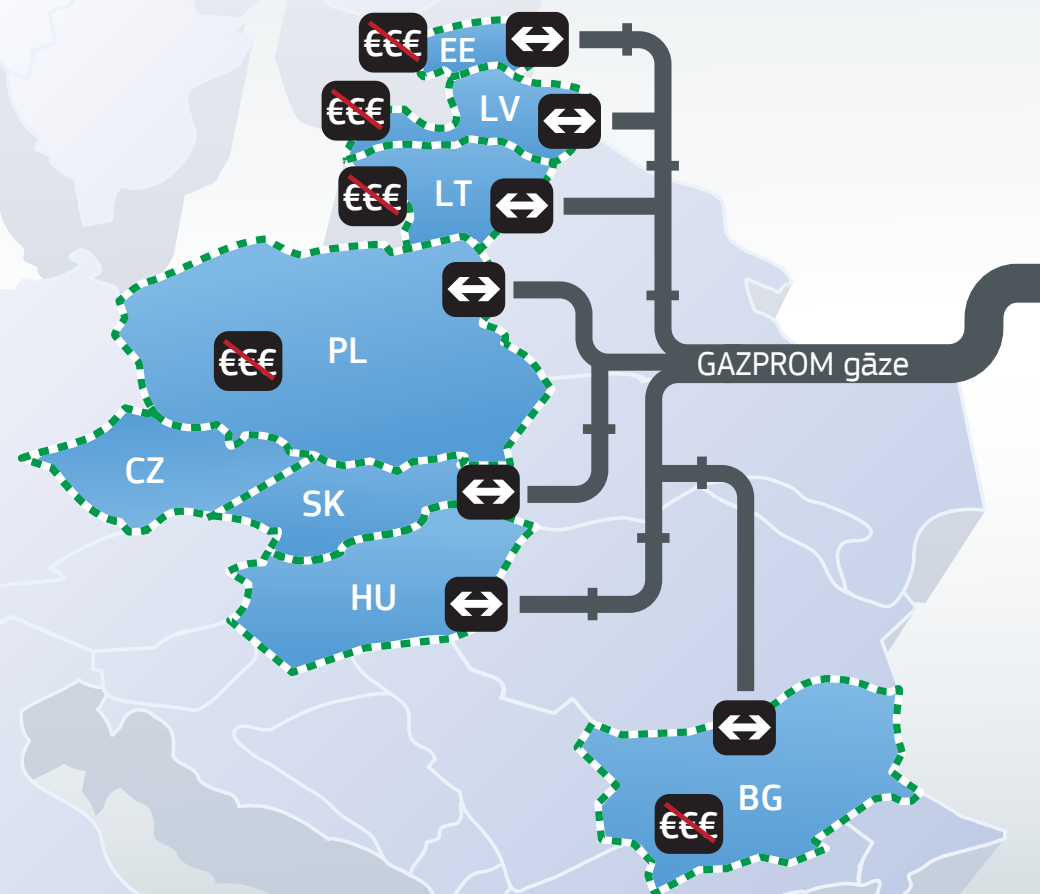 €€€ EE
€€€ LV
€€€ LT
€€€ PL
GAZPROM gāze
CZ
SK
HU
BG
€€€